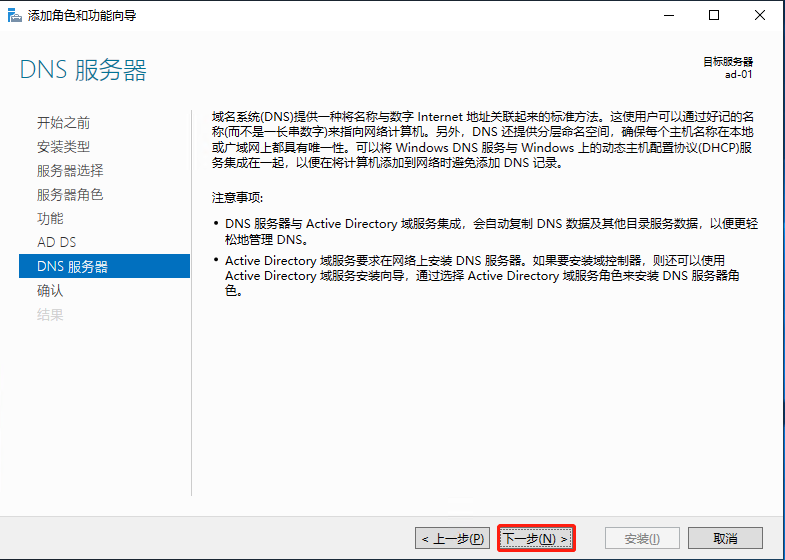 添加角色和功能向导
DNS 服务器
目标服务器
ad-01
开始之前
安装类型
服务器选择
服务器角色
功能
AD DS
DNS 服务器
确认
结果
域名系统(DNS)提供一种将名称与数字 Internet 地址关联起来的标准方法。这使用户可以通过好记的名
称(而不是一长串数字)来指向网络计算机。另外，DNS 还提供分层命名空间，确保每个主机名称在本地
或广域网上都具有唯一性。可以将 Windows DNS 服务与 Windows 上的动态主机配置协议(DHCP)服
务集成在一起，以便在将计算机添加到网络时避免添加 DNS 记录。
注意事项:
• DNS 服务器与 Active Directory 域服务集成，会自动复制 DNS 数据及其他目录服务数据，以便更轻
松地管理 DNS。
• Active Directory 域服务要求在网络上安装 DNS 服务器。如果要安装域控制器，则还可以使用
Active Directory 域服务安装向导，通过选择 Active Directory 域服务角色来安装 DNS 服务器角
色。
< 上一步(P)
下一步(N) >
安装(I)
取消